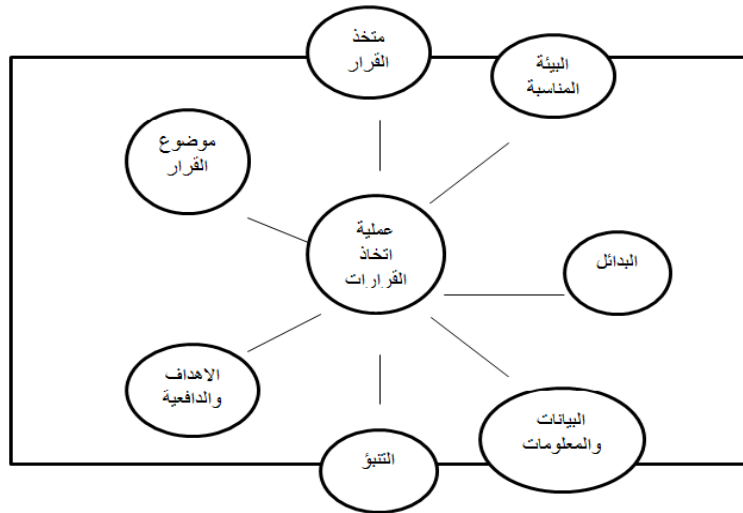 متخذ
القرار
البيئة
المناسبة
موضوع
القرار
عملية
اتخاذ
القرارات
البدائل
الاهداف
والدافعية
البيانات
والمعلومات
التنبؤ